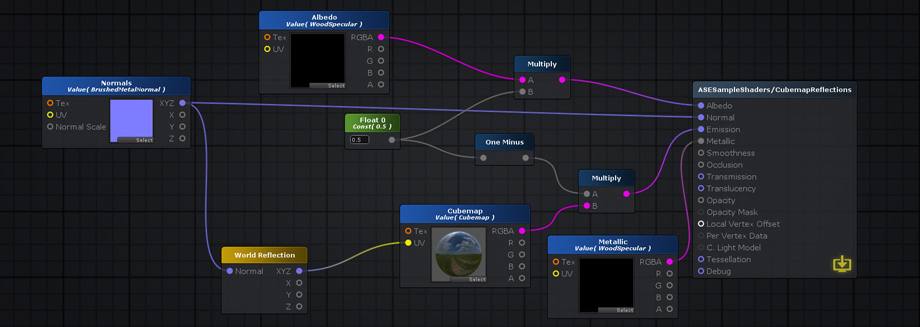 Albedo
Value( WoodSpecular )
Tex
RGBA
UV
R
G
B
A
Select
Normals
Value( BrushedMetalNormal )
Tex
XYZ
UV
X
Normal Scale
Y
Z
Select
Float 0
Const( 0.5 )
0.5
Multiply
A
B
One Minus
Multiply
A
B
World Reflection
Normal
XYZ
X
Y
Z
Cubemap
Value( Cubemap )
Tex
RGBA
UV
R
G
B
A
Select
Metallic
Value( WoodSpecular )
Tex
RGBA
UV
R
G
B
A
Select
ASESampleShaders/CubemapReflections
Albedo
Normal
Emission
Metallic
Smoothness
Occlusion
Transmission
Translucency
Opacity
Opacity Mask
Local Vertex Offset
Per Vertex Data
C. Light Model
Tessellation
Debug